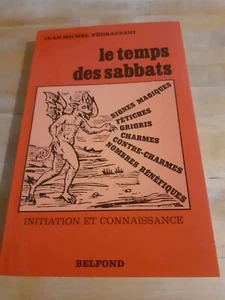 JEAN MICHEL PEDRAZZANI
le temps
des sabbats
SIGNES MAGIQUES
FÉTICHES
GRIGRIS
CHARMES
CONTRE-CHARMES
NOMBRES BÉNÉFIQUES
INITIATION ET CONNAISSANCE
BELFOND